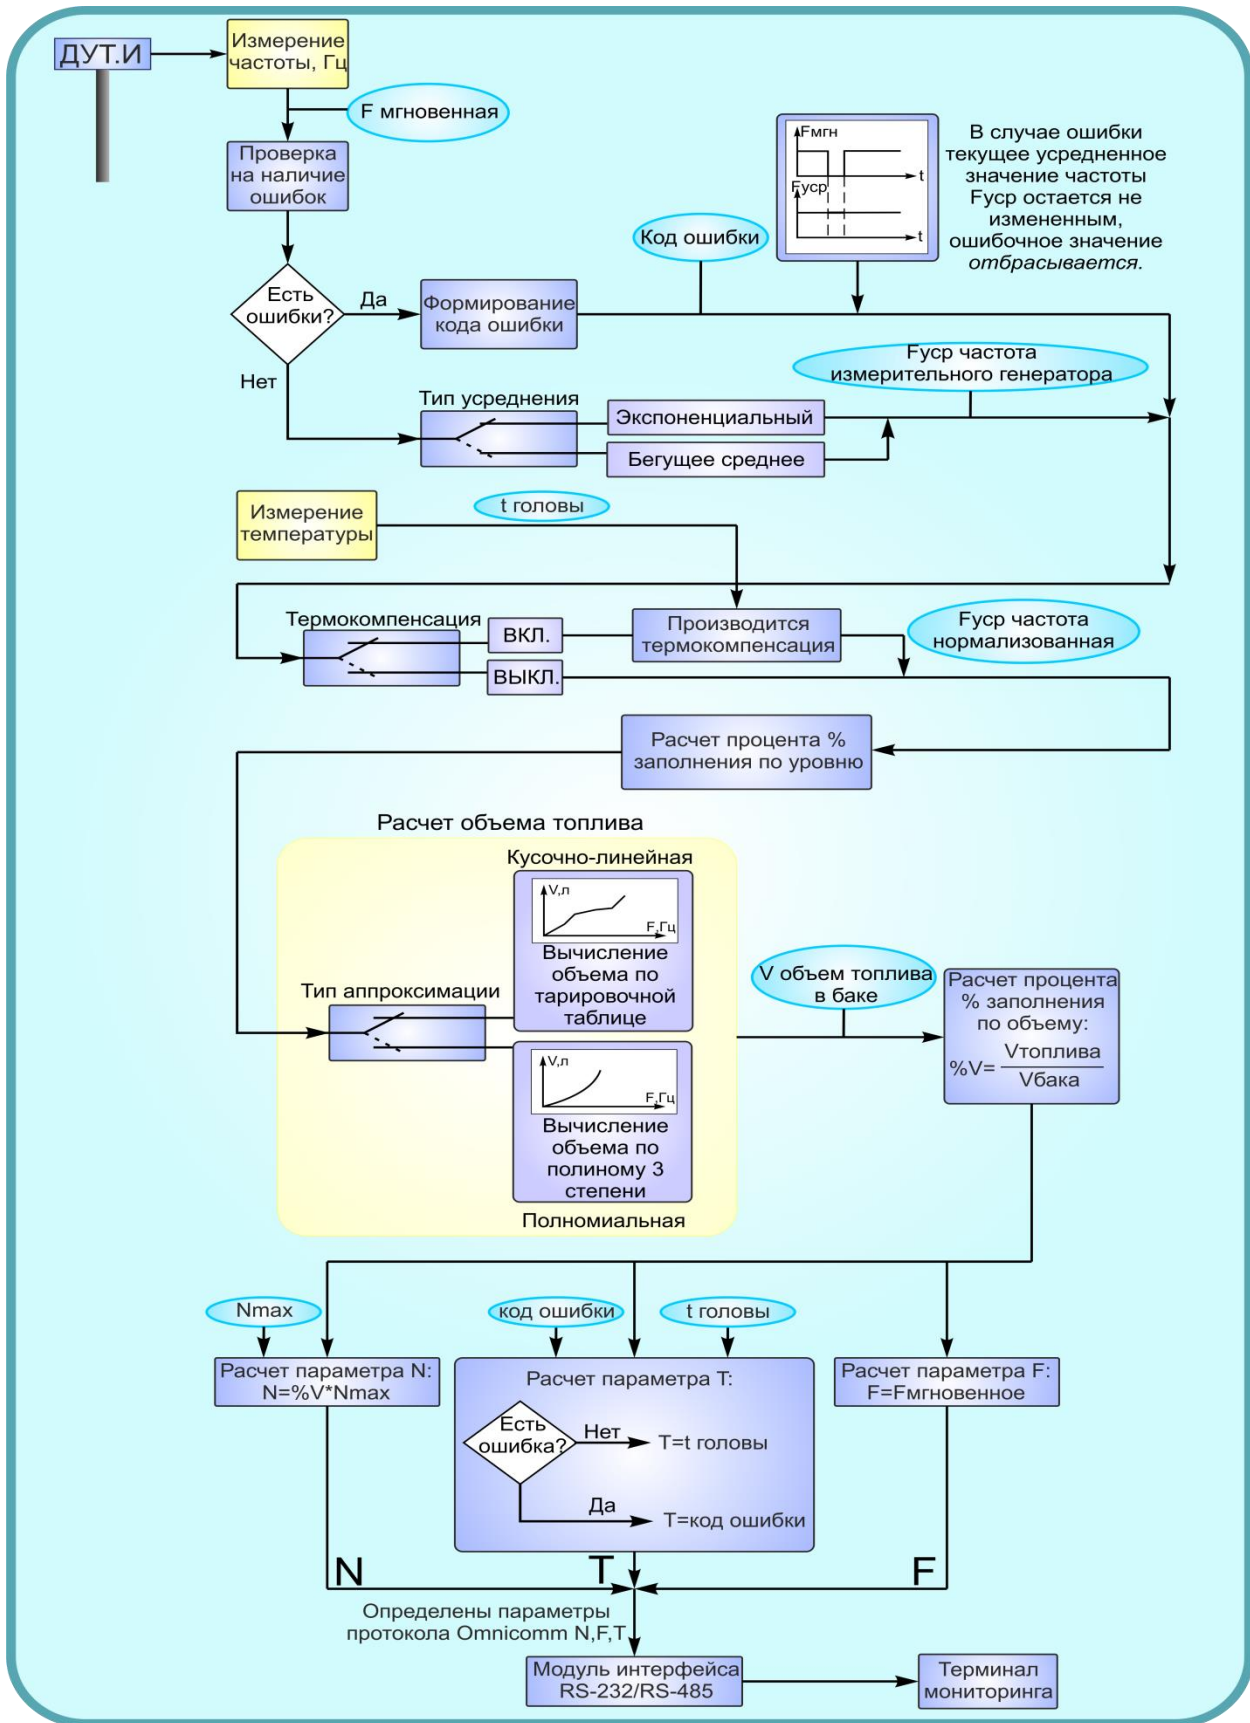 ДУТ.И
Измерение
частоты, Гц
F мгновенная
Проверка
на наличие
ошибок
Fмгн
t
Fуср
t
В случае ошибки
текущее усредненное
значение частоты
Fуср остается не
измененным,
ошибочное значение
отбрасывается.
Код ошибки
Есть
ошибки?
Да
Формирование
кода ошибки
Нет
Fуср частота
измерительного генератора
Тип усреднения
Экспоненциальный
Бегущее среднее
Измерение
температуры
t головы
Термокомпенсация
ВКЛ.
ВЫКЛ.
Производится
термокомпенсация
Fуср частота
нормализованная
Расчет процента %
заполнения по уровню
Расчет объема топлива
Кусочно-линейная
V,л
F,Гц
Вычисление
объема по
тарировочной
таблице
Тип аппроксимации
V,л
F,Гц
Вычисление
объема по
полиному 3
степени
Полномиальная
V объем топлива
в баке
Расчет процента
% заполнения
по объему:
%V= Vтоплива
Vбака
Nmax
код ошибки
t головы
Расчет параметра N:
N=%V*Nmax
Расчет параметра T:
Есть
ошибка?
Нет
T=t головы
Да
T=код ошибки
Расчет параметра F:
F=Fмгновенное
N
T
F
Определены параметры
протокола Omnicomm N,F,T
Модуль интерфейса
RS-232/RS-485
Терминал
мониторинга